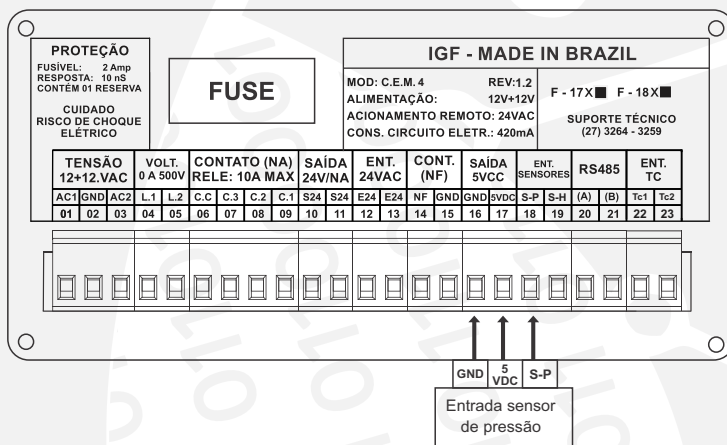 PROTEÇÃO
FUSÍVEL: 2 Amp
RESPOSTA: 10 nS
CONTÉM 01 RESERVA
CUIDADO
RISCO DE CHOQUE
ELÉTRICO
FUSE
IGF - MADE IN BRAZIL
MOD: C.E.M. 4 REV:1.2
ALIMENTAÇÃO: 12V+12V
ACIONAMENTO REMOTO: 24VAC
CONS. CIRCUITO ELETR.: 420mA
F - 17X■ F - 18X■
SUPORTE TÉCNICO
(27) 3264 - 3259
TENSÃO
12+12.VAC
VOLT.
0 A 500V
CONTATO (NA)
RELE: 10A MAX
SAÍDA
24V/NA
ENT.
24VAC
CONT.
(NF)
SAÍDA
5VCC
ENT.
SENSORES
RS485
ENT.
TC
AC1 GND AC2 L.1 L.2 C.C C.3 C.2 C.1 S24 S24 E24 E24 NF GND GND 5VDC S-P S-H (A) (B) Tc1 Tc2
01 02 03 04 05 06 07 08 09 10 11 12 13 14 15 16 17 18 19 20 21 22 23
GND 5 VDC S-P
Entrada sensor
de pressão